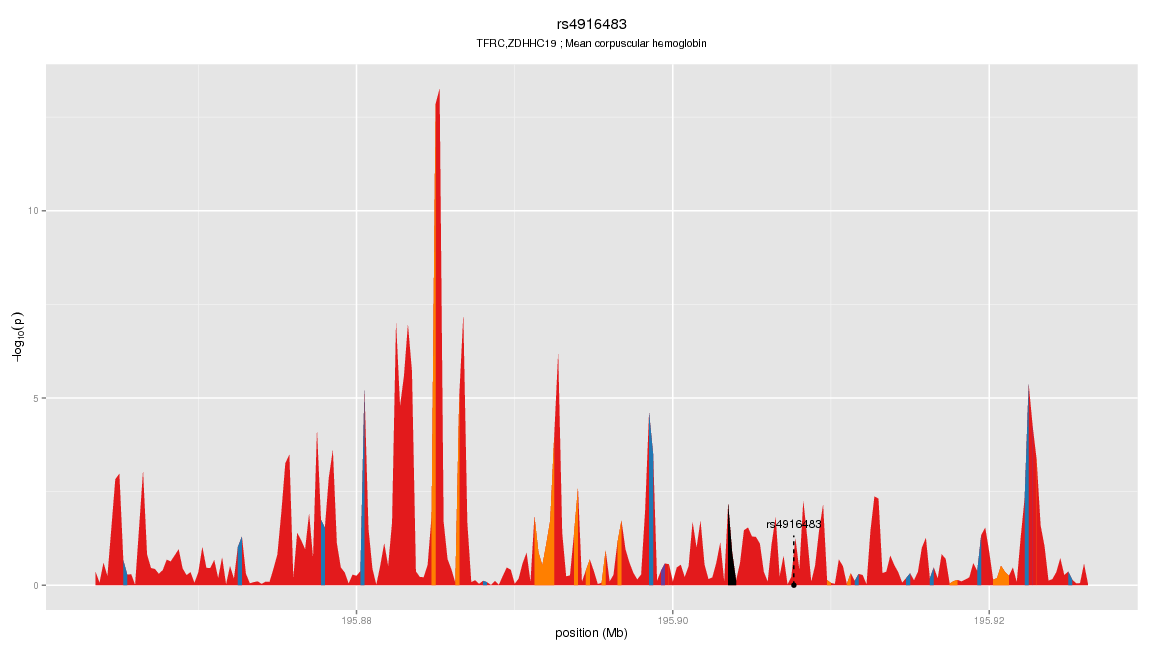 rs4916483
TFRC,ZDHHC19 ; Mean corpuscular hemoglobin
−log10(p)
10
5
0
rs4916483
195.88
195.90
195.92
position (Mb)